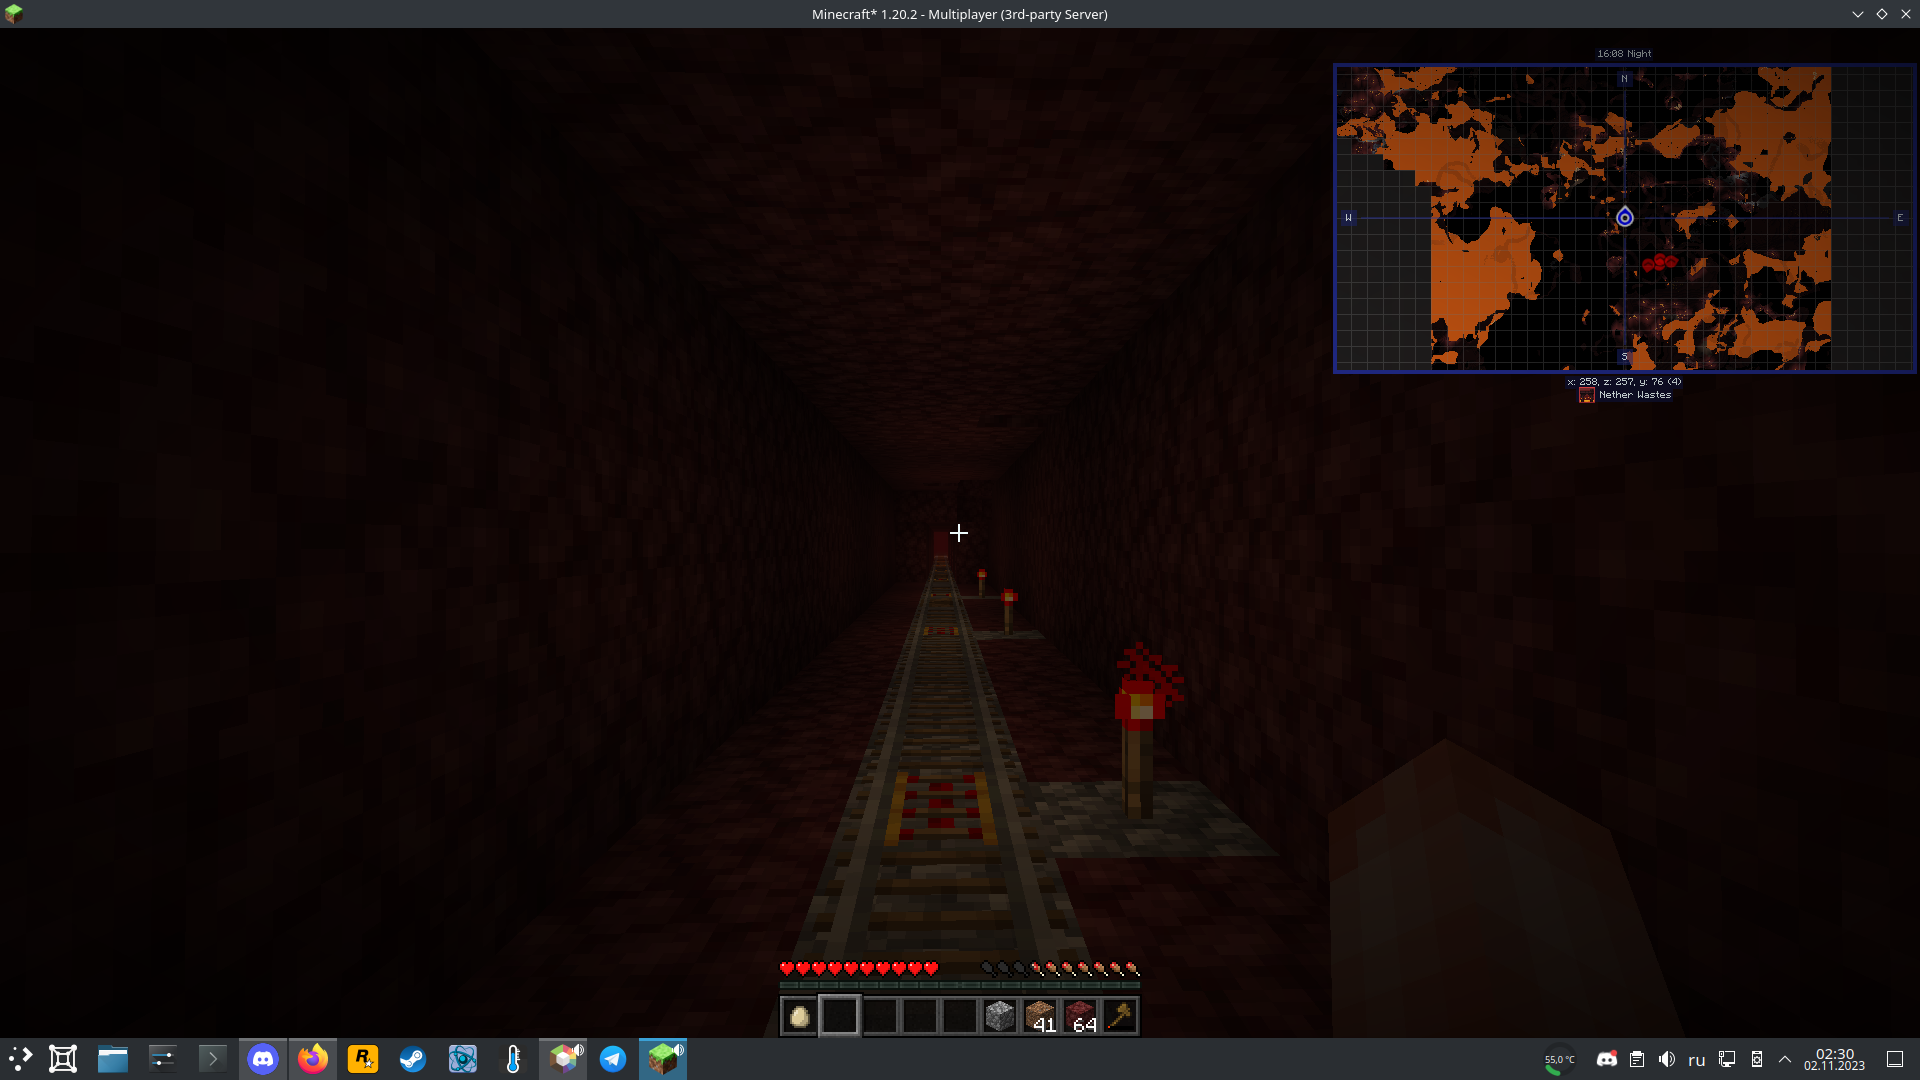 Minecraft* 1.20.2 - Multiplayer (3rd-party Server)
16:08 Night
N
W
E
S
x: 258, z: 257, y: 76 (4)
Nether Wastes
41
64
R
55,0 °C
ru
02:30
02.11.2023